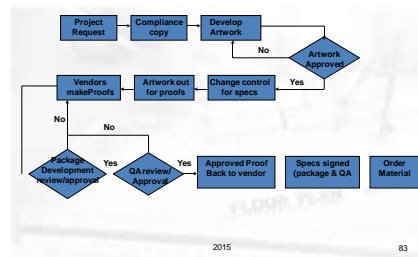 Project
Request
Compliance
copy
Develop
Artwork
No
Artwork
Approved
Yes
Vendors
makeProofs
Artwork out
for proofs
Change control
for specs
No
No
Package
Development
review/approval
Yes
QA review/
Approval
Yes
Approved Proof
Back to vendor
Specs signed
(package & QA
Order
Material
FLOOR PLAN
2015
83